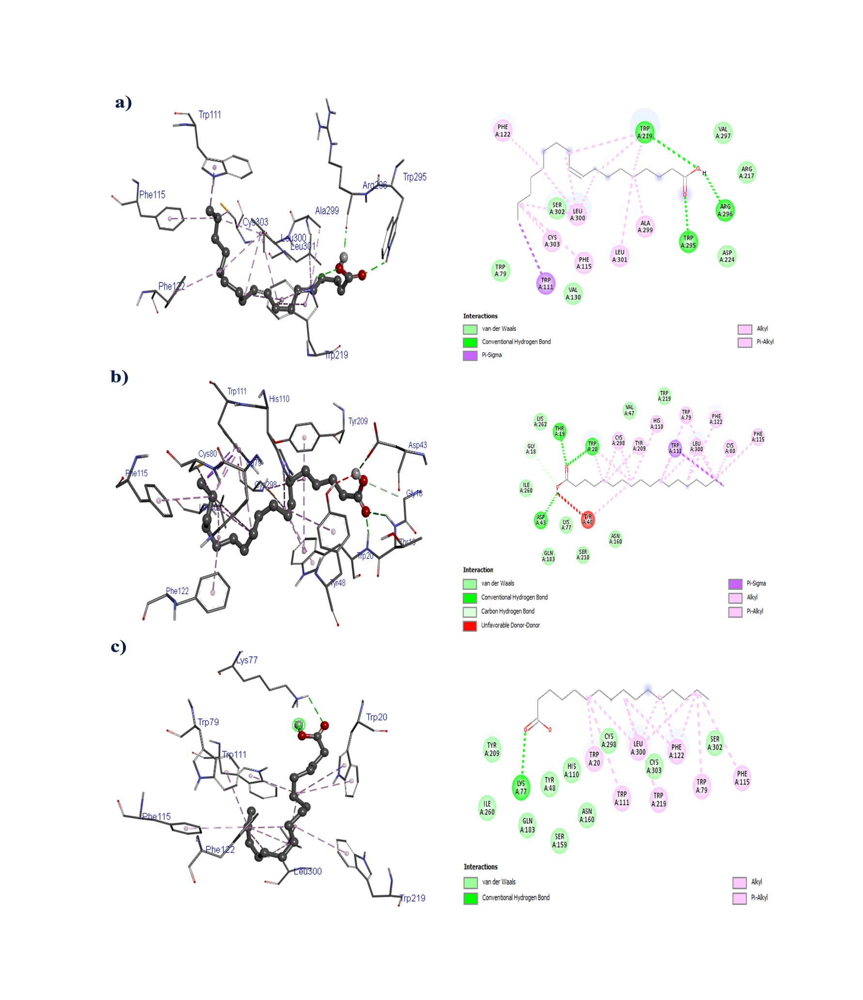 a)
Trp111
Phe115
Cys303
Leu300
Leu301
Ala299
Arg296
Trp295
Phe122
Trp219
PHE
A:122
TRP
A:219
VAL
A:297
ARG
A:217
SER
A:302
LEU
A:300
ARG
A:296
ALA
A:299
CYS
A:303
TRP
A:295
LEU
A:301
PHE
A:115
ASP
A:224
TRP
A:79
TRP
A:111
VAL
A:130
Interactions
van der Waals
Conventional Hydrogen Bond
Pi-Sigma
Alkyl
Pi-Alkyl
H
b)
Trp111
His110
Tyr209
Asp43
Cys80
Trp79
Phe115
Cys298
Gly18
Trp20
Tyr48
Phe122
TRP
A:219
VAL
A:47
LYS
A:262
THR
A:19
HIS
A:110
TRP
A:79
PHE
A:122
PHE
A:115
GLY
A:18
TRP
A:20
CYS
A:298
TYR
A:209
TRP
A:111
LEU
A:300
CYS
A:80
ILE
A:260
ASP
A:43
LYS
A:77
TYR
A:48
ASN
A:160
GLN
A:183
SER
A:210
H
Interaction
van der Waals
Conventional Hydrogen Bond
Carbon Hydrogen Bond
Unfavorable Donor-Donor
Pi-Sigma
Alkyl
Pi-Alkyl
c)
Lys77
Trp79
Trp20
Trp111
Phe115
Phe122
Leu300
Trp219
TYR
A:209
CYS
A:298
LEU
A:300
PHE
A:122
SER
A:302
TRP
A:20
HIS
A:110
CYS
A:303
LYS
A:77
TYR
A:48
TRP
A:111
TRP
A:219
TRP
A:79
PHE
A:115
ILE
A:260
GLN
A:183
ASN
A:160
SER
A:159
Interactions
van der Waals
Conventional Hydrogen Bond
Alkyl
Pi-Alkyl